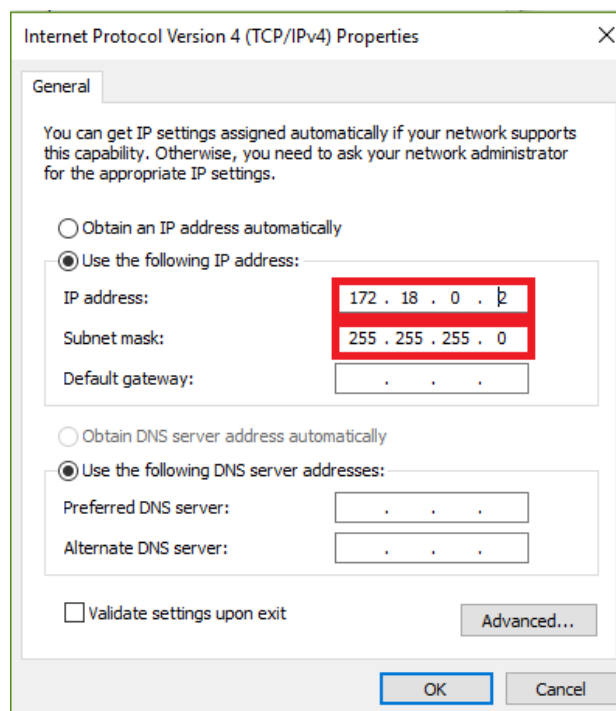 Internet Protocol Version 4 (TCP/IPv4) Properties
General
You can get IP settings assigned automatically if your network supports
this capability. Otherwise, you need to ask your network administrator
for the appropriate IP settings.
Obtain an IP address automatically
Use the following IP address:
IP address: 172 . 18 . 0 . 2
Subnet mask: 255 . 255 . 255 . 0
Default gateway: . . .
Obtain DNS server address automatically
Use the following DNS server addresses:
Preferred DNS server: . . .
Alternate DNS server: . . .
Validate settings upon exit
Advanced...
OK Cancel